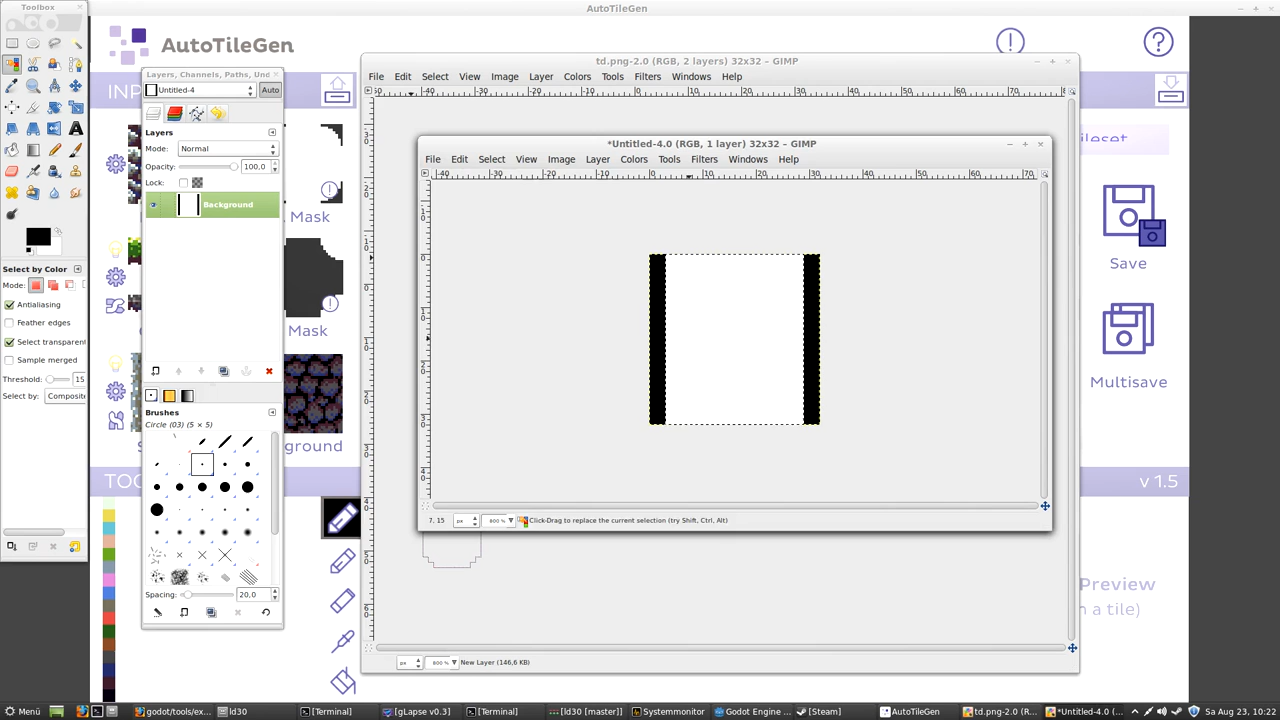 Toolbox
AutoTileGen
AutoTileGen
INP
Layers, Channels, Paths, Und
Untitled-4
Auto
Layers
Mode:
Normal
Opacity:
100,0
Lock:
Background
Brushes
Circle (03) (5 × 5)
Spacing:
20,0
Select by Color
Mode:
Antialiasing
Feather edges
Select transparent
Sample merged
Threshold:
15
Select by:
Composite
td.png-2.0 (RGB, 2 layers) 32x32 – GIMP
File Edit Select View Image Layer Colors Tools Filters Windows Help
*Untitled-4.0 (RGB, 1 layer) 32x32 – GIMP
File Edit Select View Image Layer Colors Tools Filters Windows Help
7, 15
px
800 %
Click-Drag to replace the current selection (try Shift, Ctrl, Alt)
px
800 %
New Layer (146,6 KB)
Mask
Mask
ground
TOO
ileset
Save
Multisave
v 1.5
Preview
n a tile)
Menü
godot/tools/ex...
ld30
[Terminal]
[gLapse v0.3]
[Terminal]
[ld30 [master]]
Systemmonitor
Godot Engine ...
[Steam]
AutoTileGen
td.png-2.0 (R...
*Untitled-4.0 (...
Sa Aug 23, 10:22